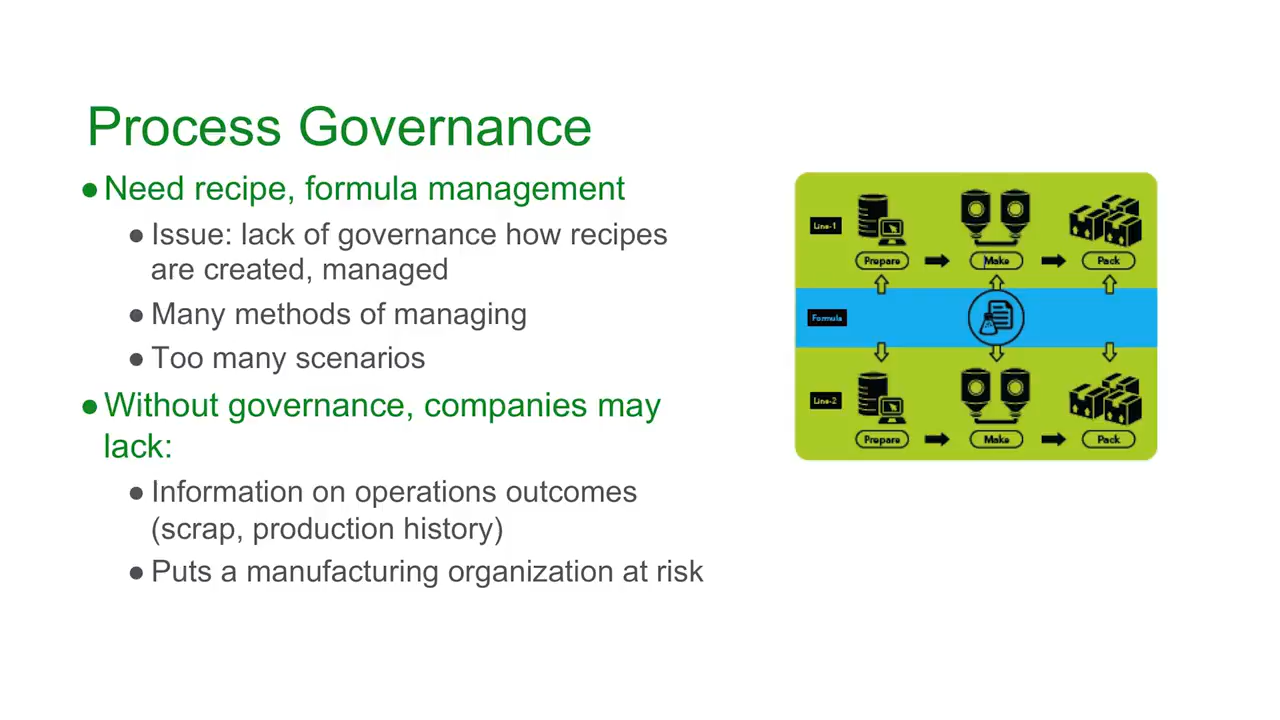 Process Governance
●Need recipe, formula management
●Issue: lack of governance how recipes
are created, managed
●Many methods of managing
●Too many scenarios
●Without governance, companies may
lack:
●Information on operations outcomes
(scrap, production history)
●Puts a manufacturing organization at risk
Line-1
Prepare
Make
Pack
Formula
Line-2
Prepare
Make
Pack